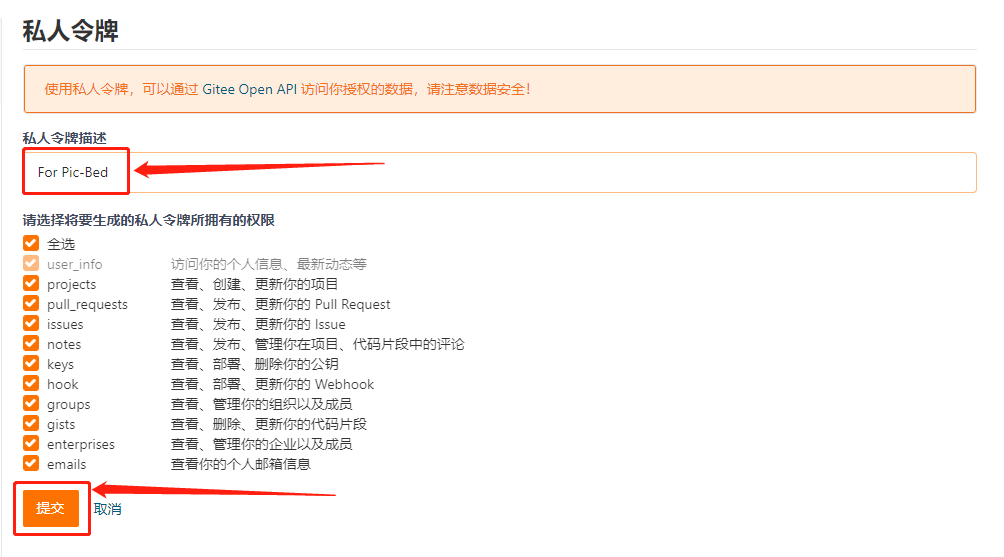 私人令牌
使用私人令牌，可以通过 Gitee Open API 访问你授权的数据，请注意数据安全！
私人令牌描述
For Pic-Bed
请选择将要生成的私人令牌所拥有的权限
全选
user_info 访问你的个人信息、最新动态等
projects 查看、创建、更新你的项目
pull_requests 查看、发布、更新你的 Pull Request
issues 查看、发布、更新你的 Issue
notes 查看、发布、管理你在项目、代码片段中的评论
keys 查看、部署、删除你的公钥
hook 查看、部署、更新你的 Webhook
groups 查看、管理你的组织以及成员
gists 查看、删除、更新你的代码片段
enterprises 查看、管理你的企业以及成员
emails 查看你的个人邮箱信息
提交 取消